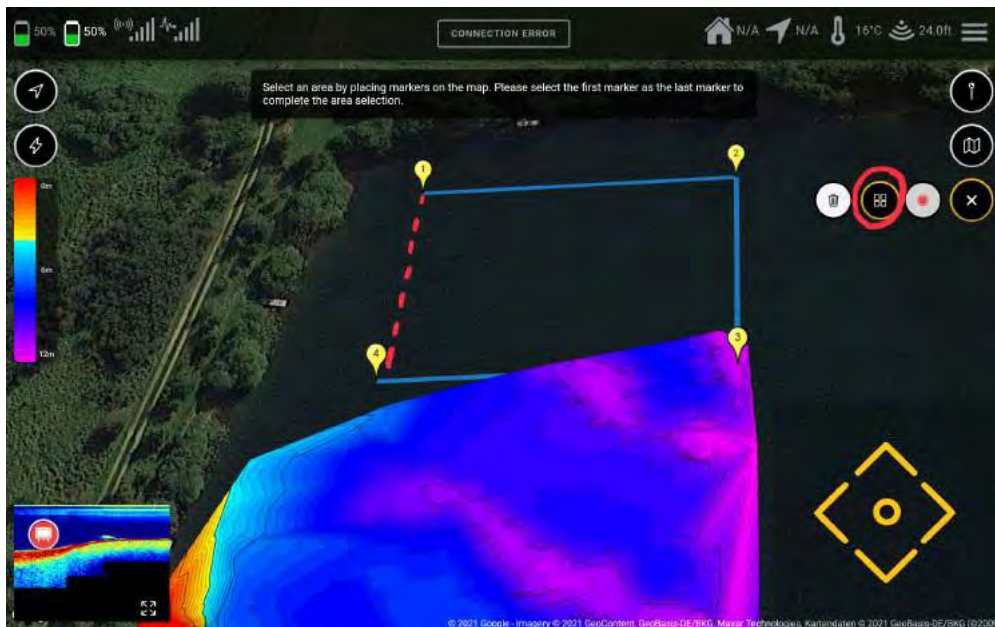 50% 50% CONNECTION ERROR N/A N/A 16°C 24.0ft
Select an area by placing markers on the map. Please select the first marker as the last marker to
complete the area selection.
1
2
0m
6m
3
4
12m
© 2021 Google - Imagery © 2021 GeoContent, GeoBasis-DE/BKG, Maxar Technologies, Kartendaten © 2021 GeoBasis-DE/BKG (©2009